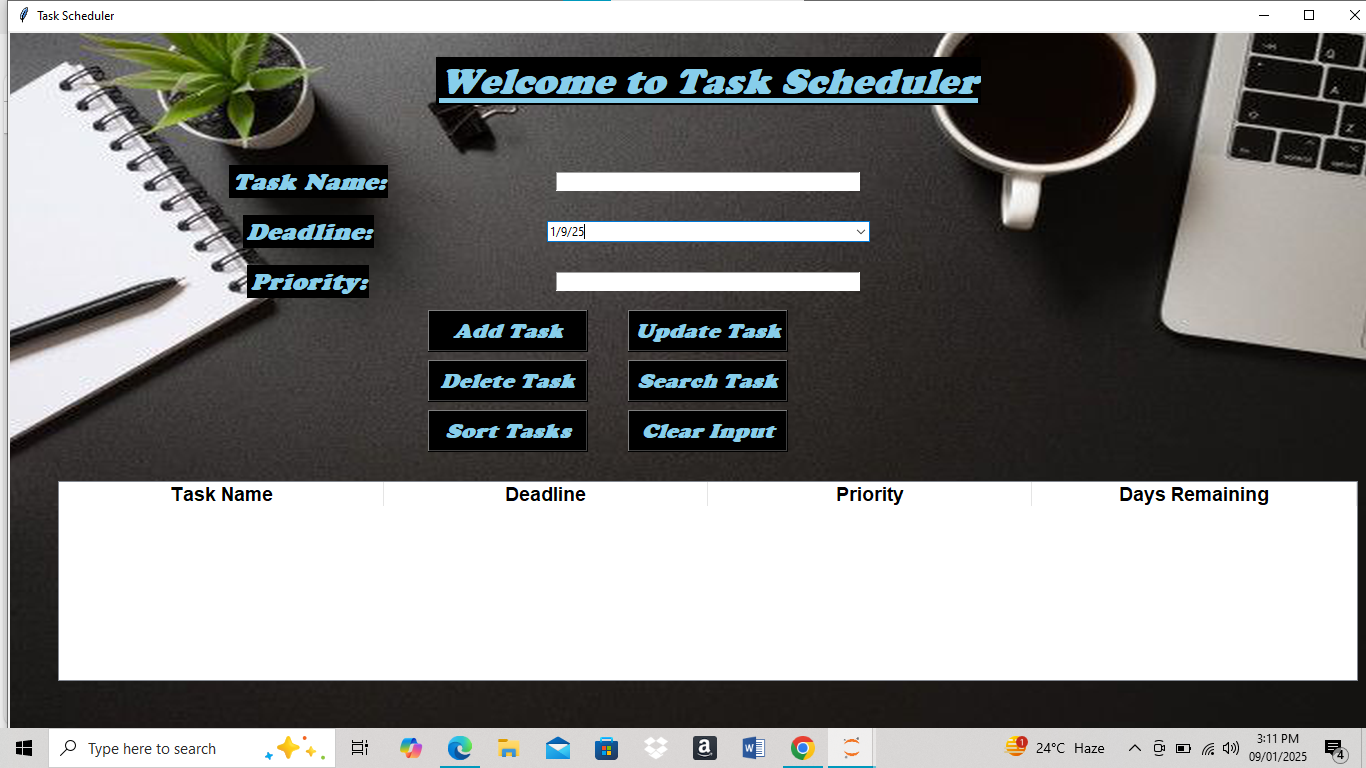 Task Scheduler
Welcome to Task Scheduler
Task Name:
Deadline:
1/9/25
Priority:
Add Task
Update Task
Delete Task
Search Task
Sort Tasks
Clear Input
Task Name
Deadline
Priority
Days Remaining
Type here to search
1
24°C Haze
3:11 PM
09/01/2025
4